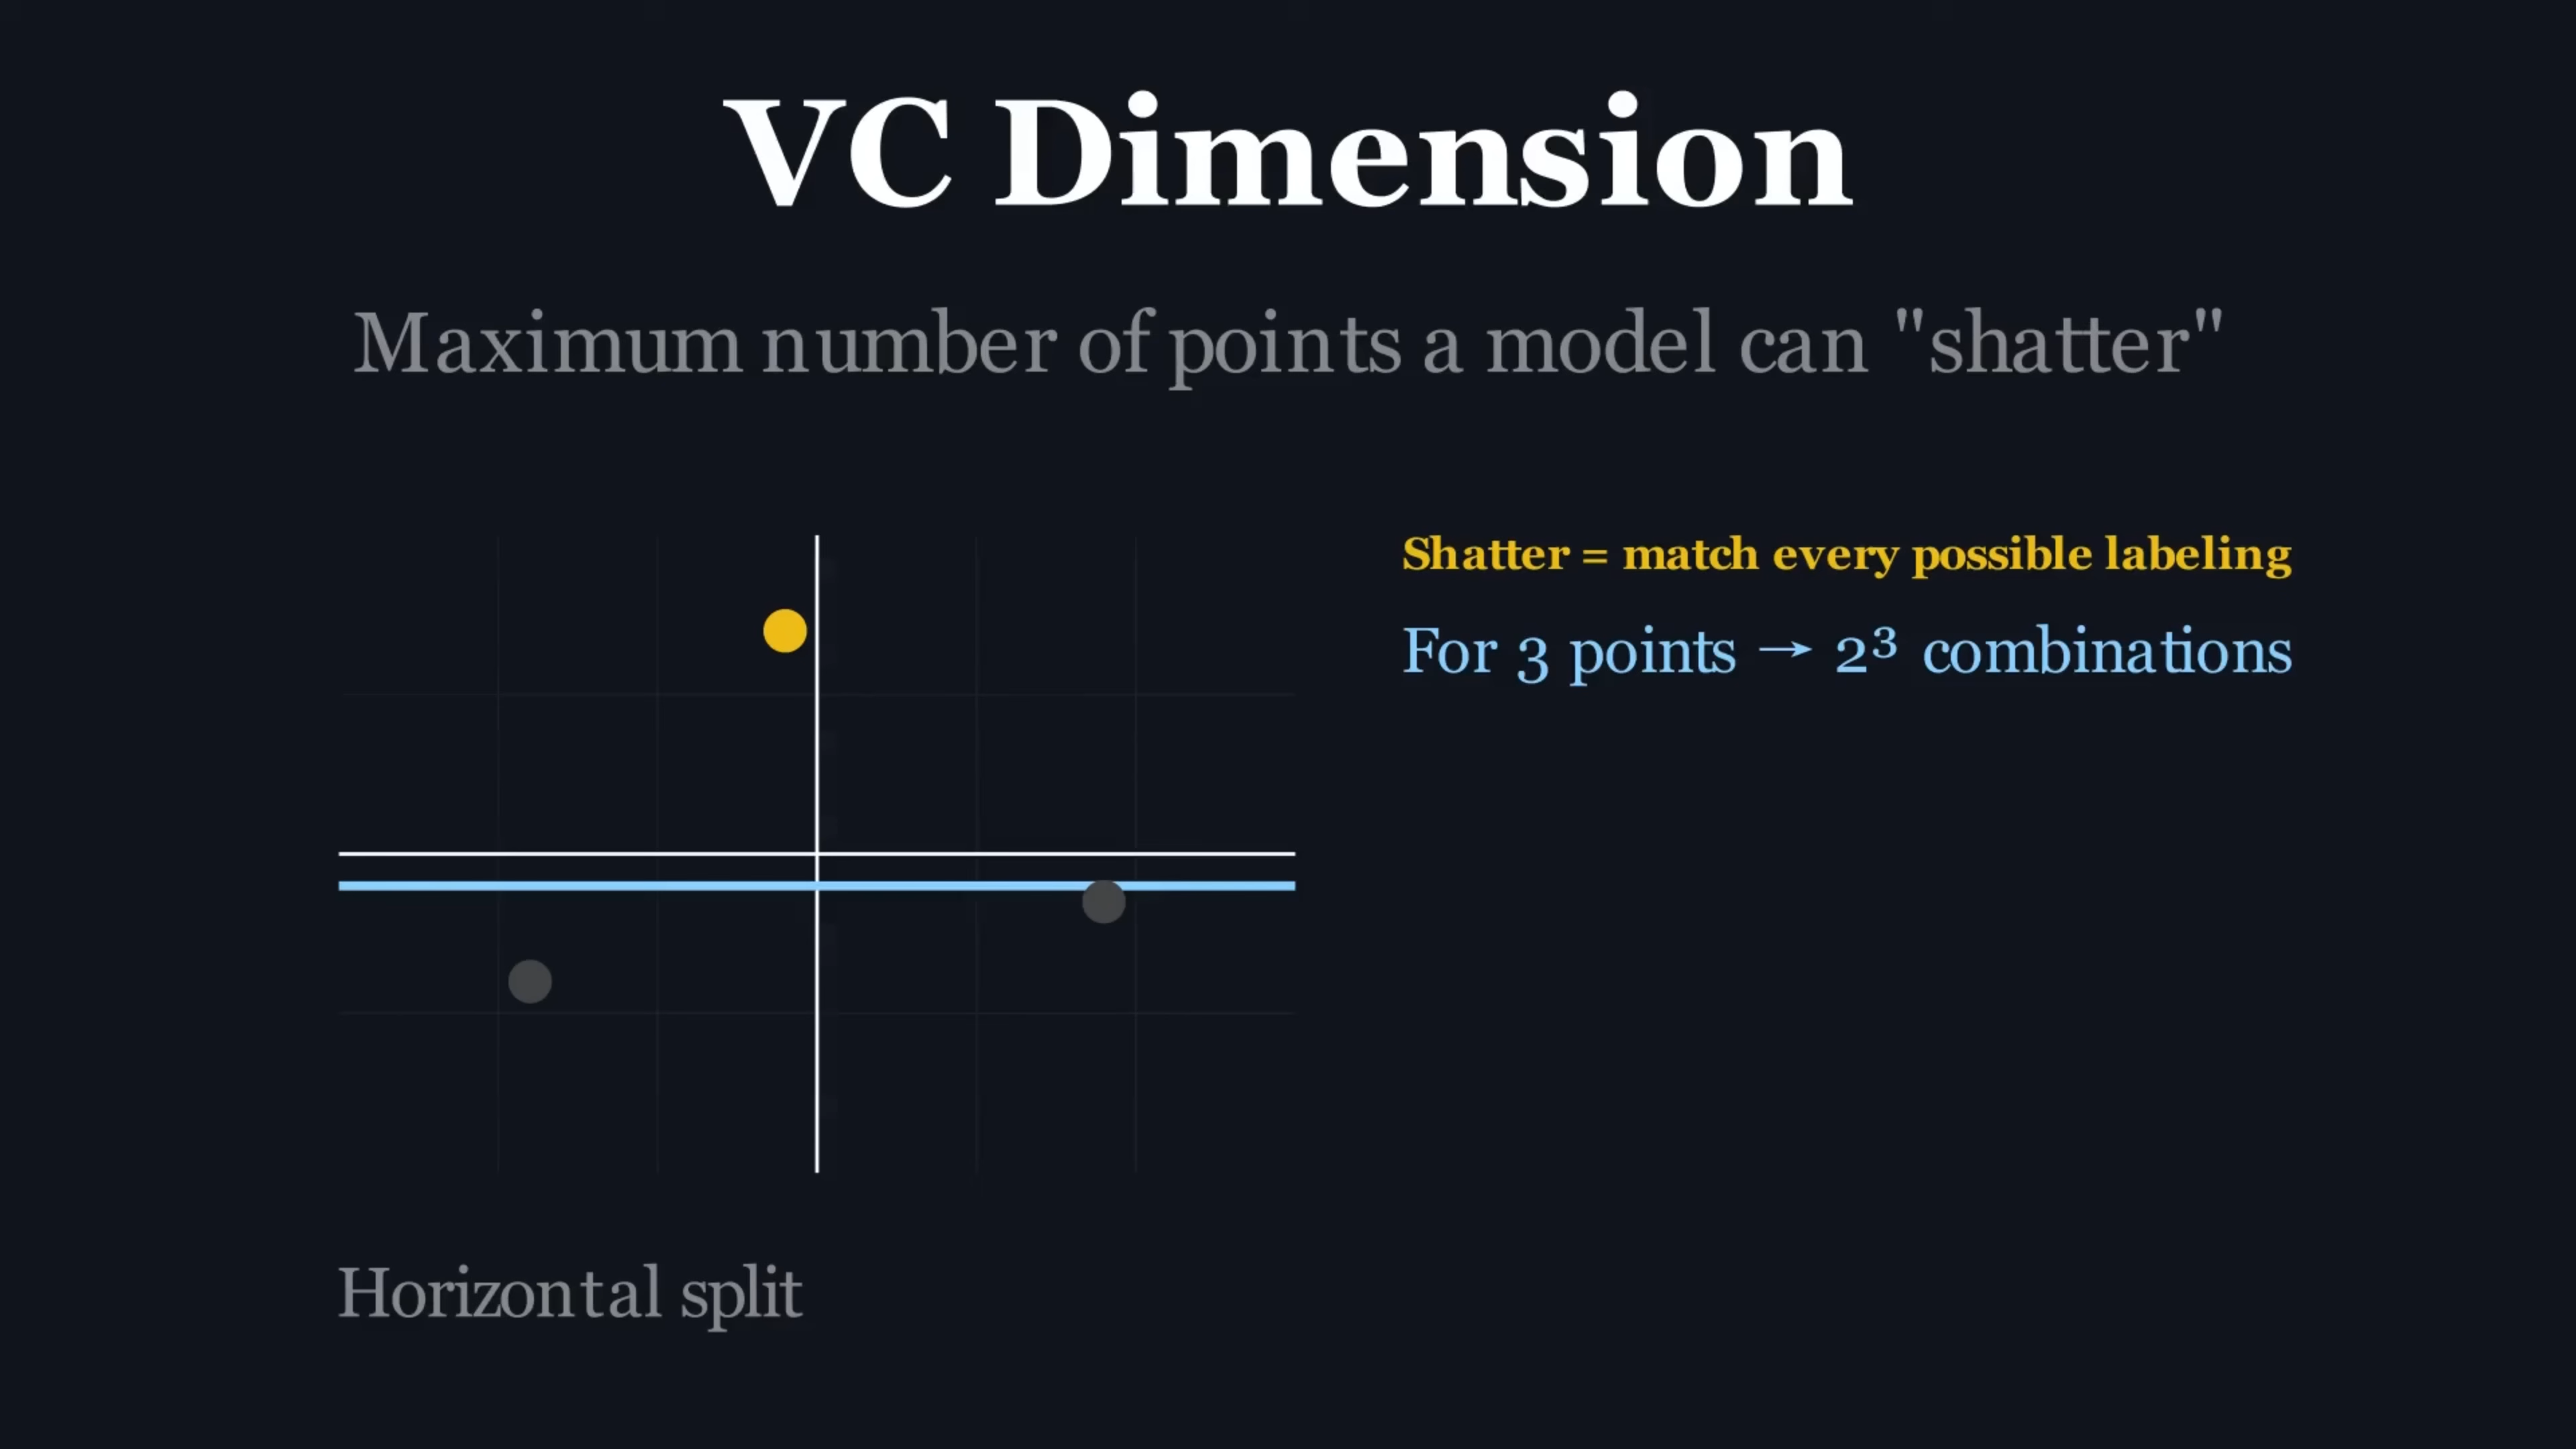 VC Dimension
Maximum number of points a model can "shatter"
Shatter = match every possible labeling
For 3 points → 2³ combinations
Horizontal split